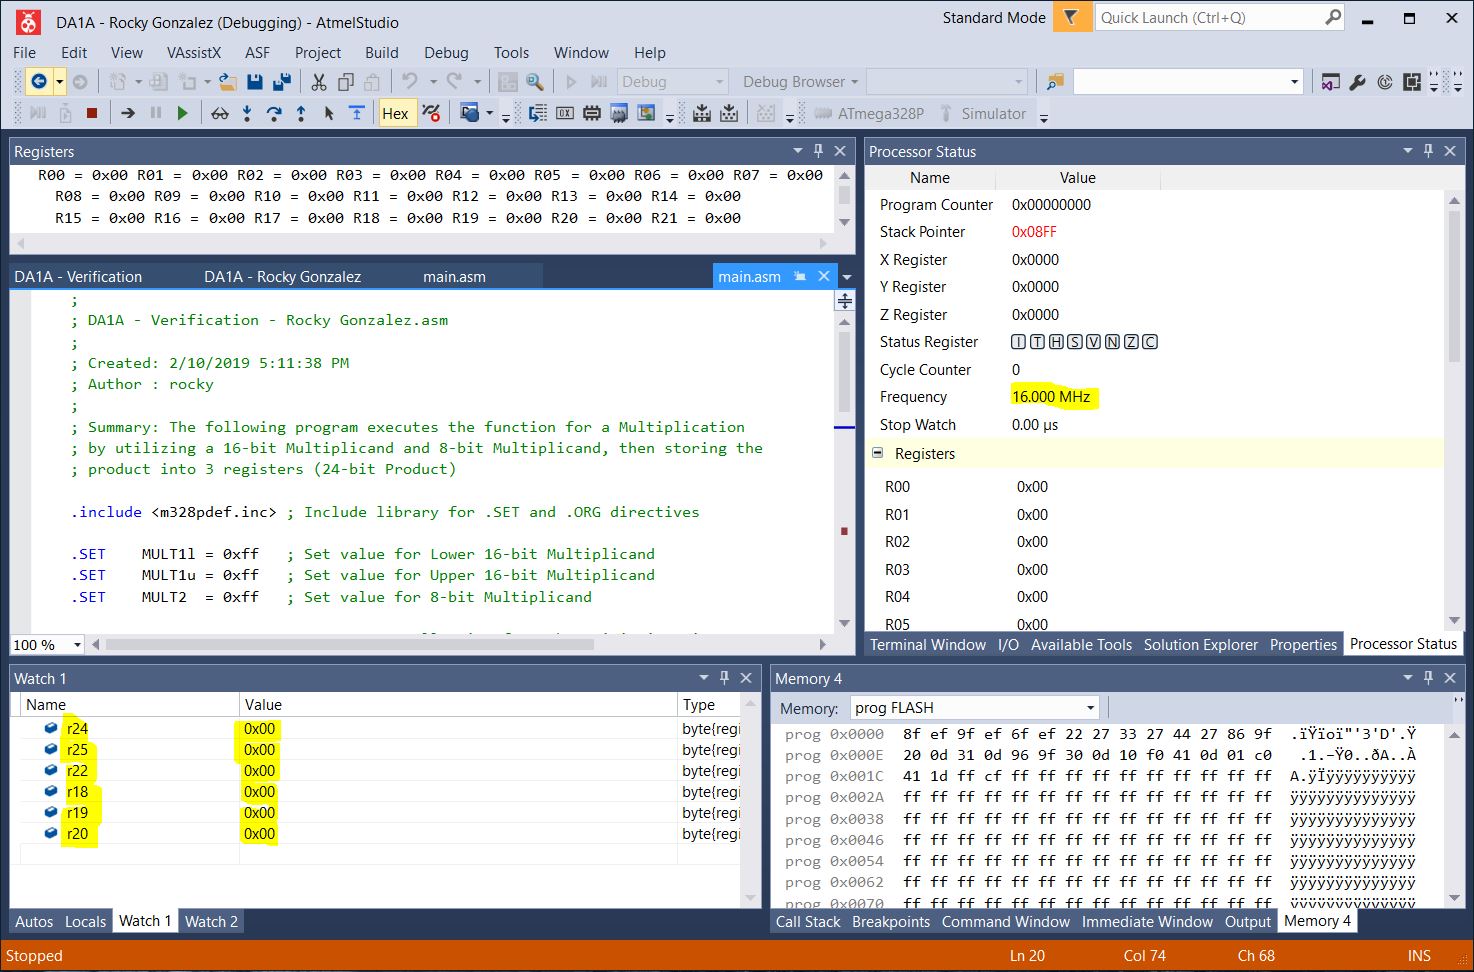 DA1A - Rocky Gonzalez (Debugging) - AtmelStudio
Standard Mode
Quick Launch (Ctrl+Q)
File Edit View VAssistX ASF Project Build Debug Tools Window Help
Debug
Debug Browser
Hex
ATmega328P
Simulator
Registers
R00 = 0x00 R01 = 0x00 R02 = 0x00 R03 = 0x00 R04 = 0x00 R05 = 0x00 R06 = 0x00 R07 = 0x00
R08 = 0x00 R09 = 0x00 R10 = 0x00 R11 = 0x00 R12 = 0x00 R13 = 0x00 R14 = 0x00
R15 = 0x00 R16 = 0x00 R17 = 0x00 R18 = 0x00 R19 = 0x00 R20 = 0x00 R21 = 0x00
DA1A - Verification DA1A - Rocky Gonzalez main.asm main.asm
;
; DA1A - Verification - Rocky Gonzalez.asm
;
; Created: 2/10/2019 5:11:38 PM
; Author : rocky
;
; Summary: The following program executes the function for a Multiplication
; by utilizing a 16-bit Multiplicand and 8-bit Multiplicand, then storing the
; product into 3 registers (24-bit Product)
.include <m328pdef.inc> ; Include library for .SET and .ORG directives
.SET MULT1l = 0xff ; Set value for Lower 16-bit Multiplicand
.SET MULT1u = 0xff ; Set value for Upper 16-bit Multiplicand
.SET MULT2 = 0xff ; Set value for 8-bit Multiplicand
100 %
Processor Status
Name Value
Program Counter 0x00000000
Stack Pointer 0x08FF
X Register 0x0000
Y Register 0x0000
Z Register 0x0000
Status Register I T H S V N Z C
Cycle Counter 0
Frequency 16.000 MHz
Stop Watch 0.00 µs
Registers
R00 0x00
R01 0x00
R02 0x00
R03 0x00
R04 0x00
R05 0x00
Terminal Window I/O Available Tools Solution Explorer Properties Processor Status
Watch 1
Name Value Type
r24 0x00 byte{regi
r25 0x00 byte{regi
r22 0x00 byte{regi
r18 0x00 byte{regi
r19 0x00 byte{regi
r20 0x00 byte{regi
Autos Locals Watch 1 Watch 2
Memory 4
Memory: prog FLASH
prog 0x0000 8f ef 9f ef 6f ef 22 27 33 27 44 27 86 9f .ïŸïoï"'3'D'.Ÿ
prog 0x000E 20 0d 31 0d 96 9f 30 0d 10 f0 41 0d 01 c0 .1.–Ÿ0..ðA..À
prog 0x001C 41 1d ff cf ff ff ff ff ff ff ff ff ff ff A.ÿÏÿÿÿÿÿÿÿÿÿÿ
prog 0x002A ff ff ff ff ff ff ff ff ff ff ff ff ff ff ÿÿÿÿÿÿÿÿÿÿÿÿÿÿ
prog 0x0038 ff ff ff ff ff ff ff ff ff ff ff ff ff ff ÿÿÿÿÿÿÿÿÿÿÿÿÿÿ
prog 0x0046 ff ff ff ff ff ff ff ff ff ff ff ff ff ff ÿÿÿÿÿÿÿÿÿÿÿÿÿÿ
prog 0x0054 ff ff ff ff ff ff ff ff ff ff ff ff ff ff ÿÿÿÿÿÿÿÿÿÿÿÿÿÿ
prog 0x0062 ff ff ff ff ff ff ff ff ff ff ff ff ff ff ÿÿÿÿÿÿÿÿÿÿÿÿÿÿ
prog 0x0070 ff ff ff ff ff ff ff ff ff ff ff ff ff ff ÿÿÿÿÿÿÿÿÿÿÿÿÿÿ
Call Stack Breakpoints Command Window Immediate Window Output Memory 4
Stopped Ln 20 Col 74 Ch 68 INS